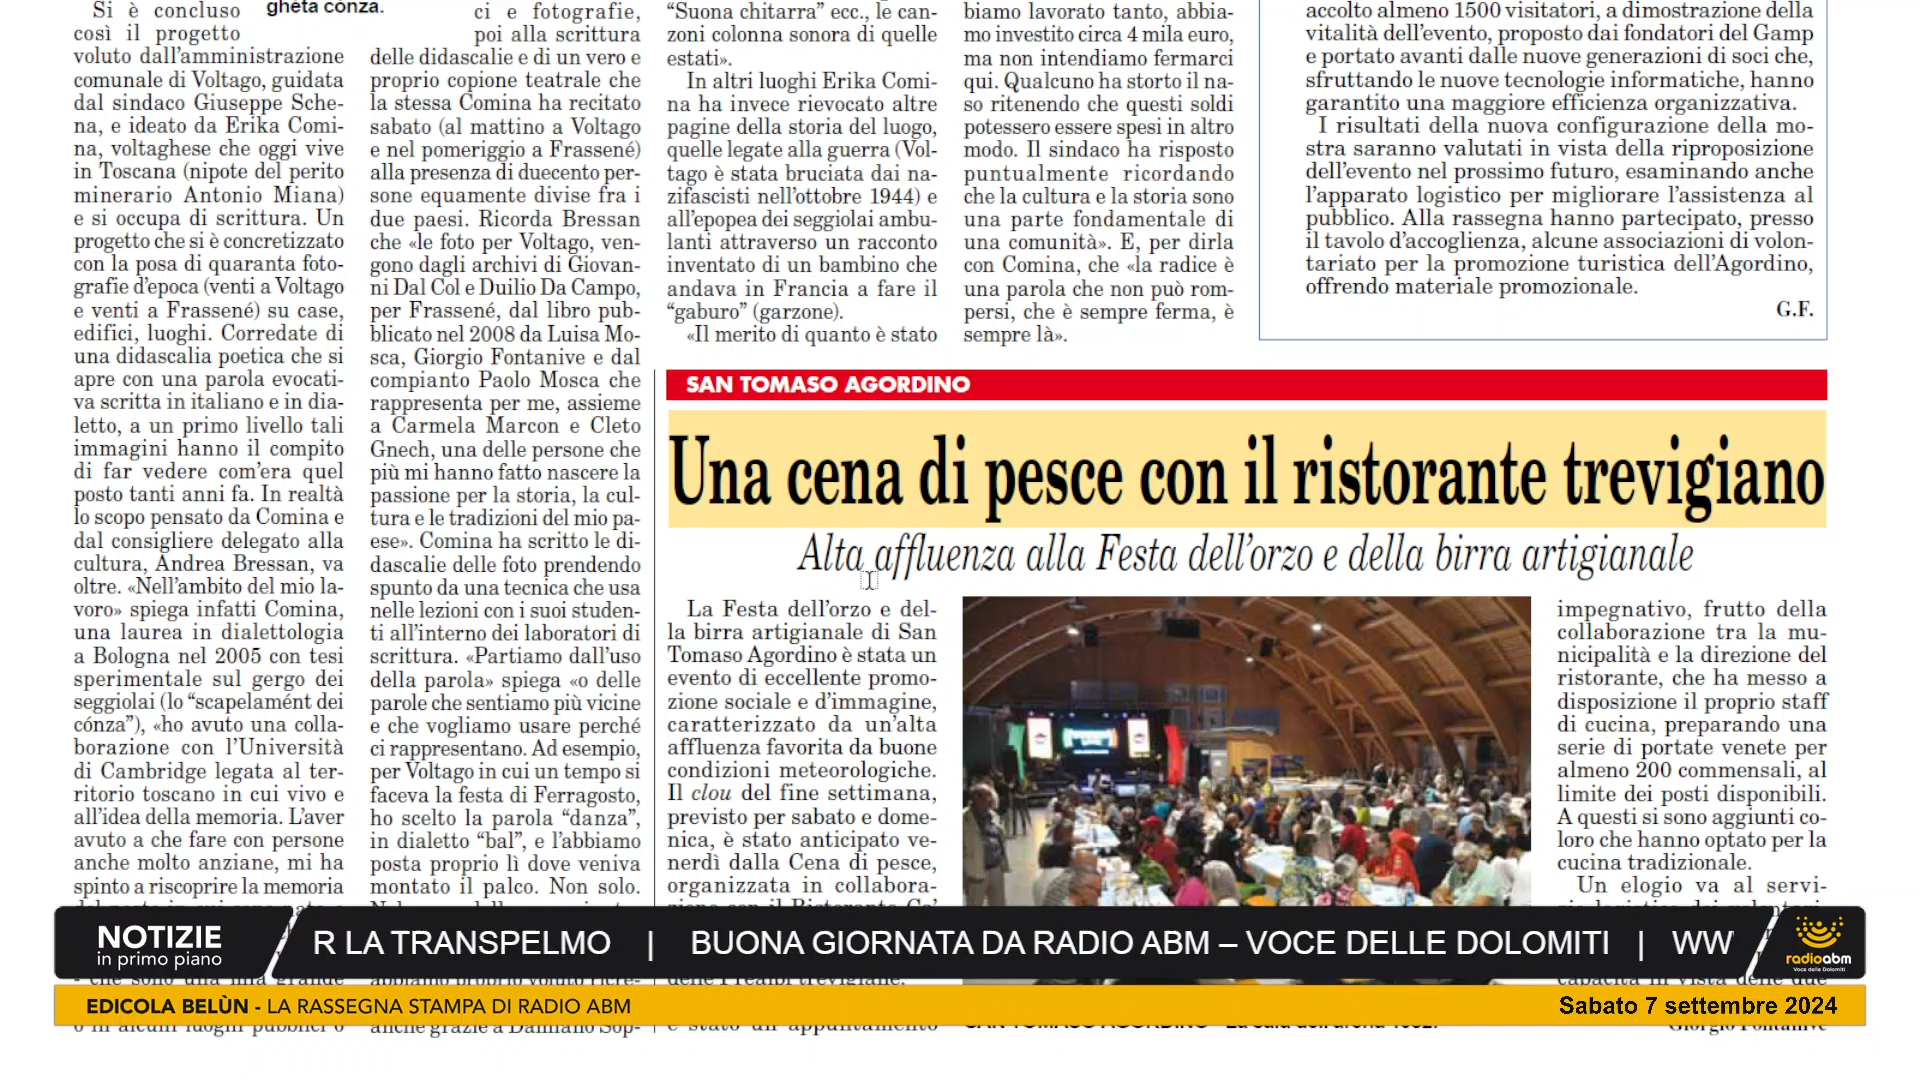 Si è concluso
così il progetto
voluto dall'amministrazione
comunale di Voltago, guidata
dal sindaco Giuseppe Sche-
na, e ideato da Erika Comi-
na, voltaghese che oggi vive
in Toscana (nipote del perito
minerario Antonio Miana)
e si occupa di scrittura. Un
progetto che si è concretizzato
con la posa di quaranta foto-
grafie d'epoca (venti a Voltago
e venti a Frassené) su case,
edifici, luoghi. Corredate di
una didascalia poetica che si
apre con una parola evocati-
va scritta in italiano e in dia-
letto, a un primo livello tali
immagini hanno il compito
di far vedere com'era quel
posto tanti anni fa. In realtà
lo scopo pensato da Comina e
dal consigliere delegato alla
cultura, Andrea Bressan, va
oltre. «Nell'ambito del mio la-
voro» spiega infatti Comina,
una laurea in dialettologia
a Bologna nel 2005 con tesi
sperimentale sul gergo dei
seggiolai (lo “scapelamént dei
cónza”), «ho avuto una colla-
borazione con l'Università
di Cambridge legata al ter-
ritorio toscano in cui vivo e
all'idea della memoria. L'aver
avuto a che fare con persone
anche molto anziane, mi ha
spinto a riscoprire la memoria
ghéta cónza.
ci e fotografie,
poi alla scrittura
delle didascalie e di un vero e
proprio copione teatrale che
la stessa Comina ha recitato
sabato (al mattino a Voltago
e nel pomeriggio a Frassené)
alla presenza di duecento per-
sone equamente divise fra i
due paesi. Ricorda Bressan
che «le foto per Voltago, ven-
gono dagli archivi di Giovan-
ni Dal Col e Duilio Da Campo,
per Frassené, dal libro pub-
blicato nel 2008 da Luisa Mo-
sca, Giorgio Fontanive e dal
compianto Paolo Mosca che
rappresenta per me, assieme
a Carmela Marcon e Cleto
Gnech, una delle persone che
più mi hanno fatto nascere la
passione per la storia, la cul-
tura e le tradizioni del mio pa-
ese». Comina ha scritto le di-
dascalie delle foto prendendo
spunto da una tecnica che usa
nelle lezioni con i suoi studen-
ti all'interno dei laboratori di
scrittura. «Partiamo dall'uso
della parola» spiega «o delle
parole che sentiamo più vicine
e che vogliamo usare perché
ci rappresentano. Ad esempio,
per Voltago in cui un tempo si
faceva la festa di Ferragosto,
ho scelto la parola “danza”,
in dialetto “bal”, e l'abbiamo
posta proprio lì dove veniva
montato il palco. Non solo.
“Suona chitarra” ecc., le can-
zoni colonna sonora di quelle
estati».
In altri luoghi Erika Comi-
na ha invece rievocato altre
pagine della storia del luogo,
quelle legate alla guerra (Vol-
tago è stata bruciata dai na-
zifascisti nell'ottobre 1944) e
all'epopea dei seggiolai ambu-
lanti attraverso un racconto
inventato di un bambino che
andava in Francia a fare il
“gaburo” (garzone).
«Il merito di quanto è stato
biamo lavorato tanto, abbia-
mo investito circa 4 mila euro,
ma non intendiamo fermarci
qui. Qualcuno ha storto il na-
so ritenendo che questi soldi
potessero essere spesi in altro
modo. Il sindaco ha risposto
puntualmente ricordando
che la cultura e la storia sono
una parte fondamentale di
una comunità». E, per dirla
con Comina, che «la radice è
una parola che non può rom-
persi, che è sempre ferma, è
sempre là».
accolto almeno 1500 visitatori, a dimostrazione della
vitalità dell'evento, proposto dai fondatori del Gamp
e portato avanti dalle nuove generazioni di soci che,
sfruttando le nuove tecnologie informatiche, hanno
garantito una maggiore efficienza organizzativa.
I risultati della nuova configurazione della mo-
stra saranno valutati in vista della riproposizione
dell'evento nel prossimo futuro, esaminando anche
l'apparato logistico per migliorare l'assistenza al
pubblico. Alla rassegna hanno partecipato, presso
il tavolo d'accoglienza, alcune associazioni di volon-
tariato per la promozione turistica dell'Agordino,
offrendo materiale promozionale.
G.F.
SAN TOMASO AGORDINO
Una cena di pesce con il ristorante trevigiano
Alta affluenza alla Festa dell'orzo e della birra artigianale
La Festa dell'orzo e del-
la birra artigianale di San
Tomaso Agordino è stata un
evento di eccellente promo-
zione sociale e d'immagine,
caratterizzato da un'alta
affluenza favorita da buone
condizioni meteorologiche.
Il clou del fine settimana,
previsto per sabato e dome-
nica, è stato anticipato ve-
nerdì dalla Cena di pesce,
organizzata in collabora-
impegnativo, frutto della
collaborazione tra la mu-
nicipalità e la direzione del
ristorante, che ha messo a
disposizione il proprio staff
di cucina, preparando una
serie di portate venete per
almeno 200 commensali, al
limite dei posti disponibili.
A questi si sono aggiunti co-
loro che hanno optato per la
cucina tradizionale.
Un elogio va al servi-
NOTIZIE
in primo piano
R LA TRANSPELMO | BUONA GIORNATA DA RADIO ABM – VOCE DELLE DOLOMITI | WW
radioabm
Voce delle Dolomiti
EDICOLA BELÙN - LA RASSEGNA STAMPA DI RADIO ABM
Sabato 7 settembre 2024